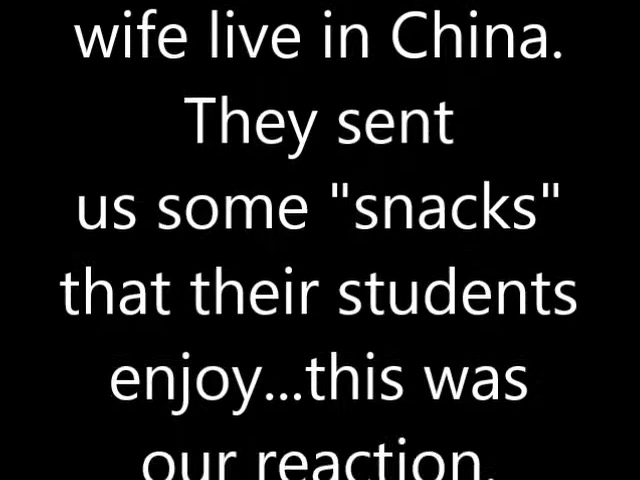 wife live in China.
They sent
us some "snacks"
that their students
enjoy...this was
our reaction.